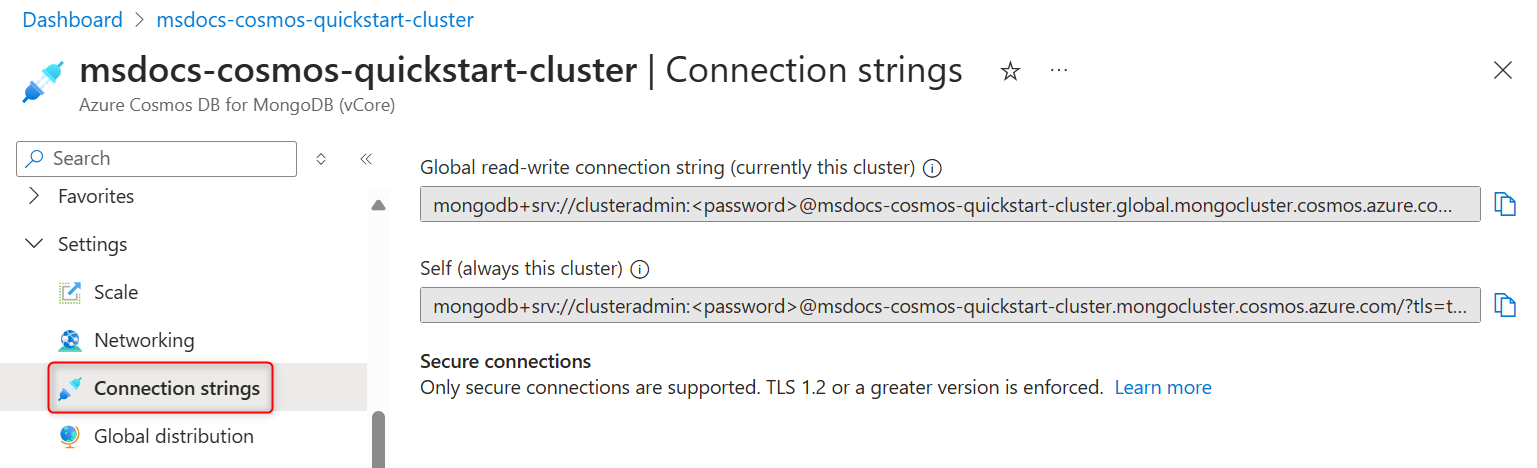 Dashboard > msdocs-cosmos-quickstart-cluster
msdocs-cosmos-quickstart-cluster | Connection strings
Azure Cosmos DB for MongoDB (vCore)
Search
Favorites
Settings
Scale
Networking
Connection strings
Global distribution
Global read-write connection string (currently this cluster)
mongodb+srv://clusteradmin:<password>@msdocs-cosmos-quickstart-cluster.global.mongocluster.cosmos.azure.co...
Self (always this cluster)
mongodb+srv://clusteradmin:<password>@msdocs-cosmos-quickstart-cluster.mongocluster.cosmos.azure.com/?tls=t...
Secure connections
Only secure connections are supported. TLS 1.2 or a greater version is enforced. Learn more